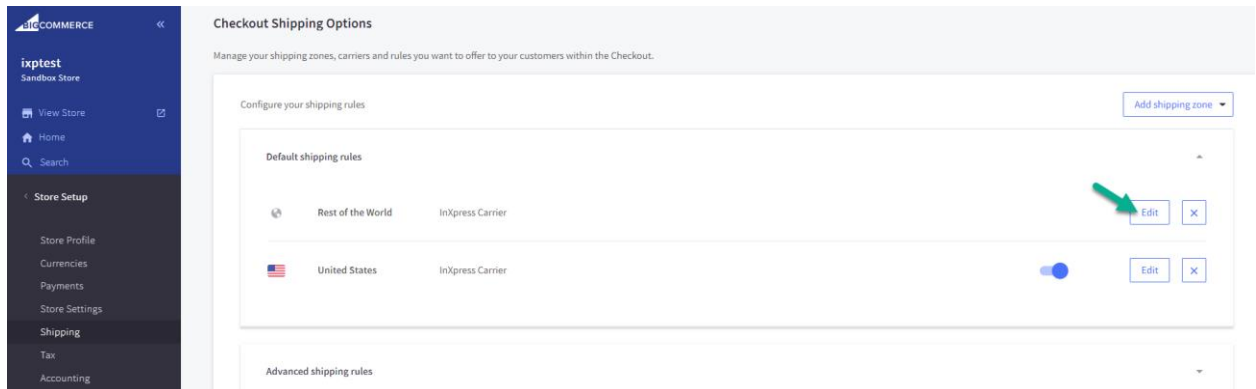 BIGCOMMERCE
ixptest
Sandbox Store
View Store
Home
Search
Store Setup
Store Profile
Currencies
Payments
Store Settings
Shipping
Tax
Accounting
Checkout Shipping Options
Manage your shipping zones, carriers and rules you want to offer to your customers within the Checkout.
Configure your shipping rules
Add shipping zone
Default shipping rules
Rest of the World InXpress Carrier Edit
United States InXpress Carrier Edit
Advanced shipping rules